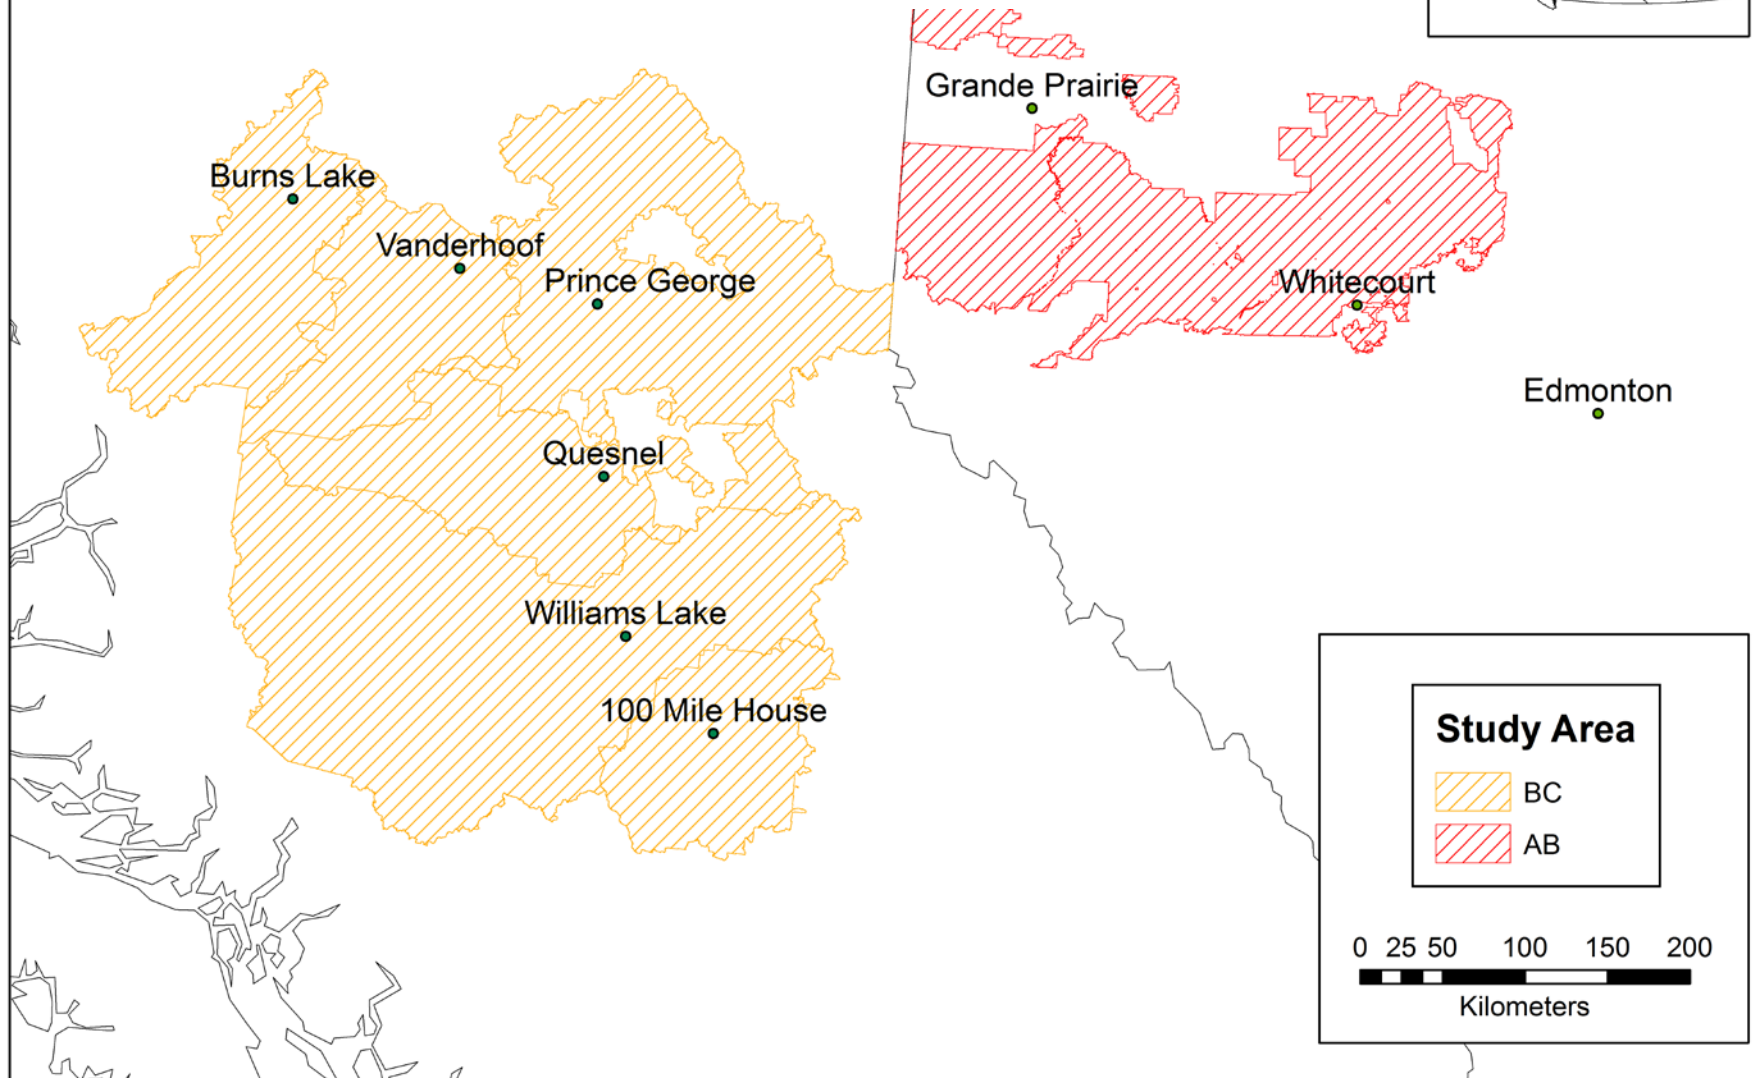 Grande Prairie
Burns Lake
Vanderhoof
Prince George
Whitecourt
Edmonton
Quesnel
Williams Lake
100 Mile House
Study Area
BC
AB
0 25 50 100 150 200
Kilometers